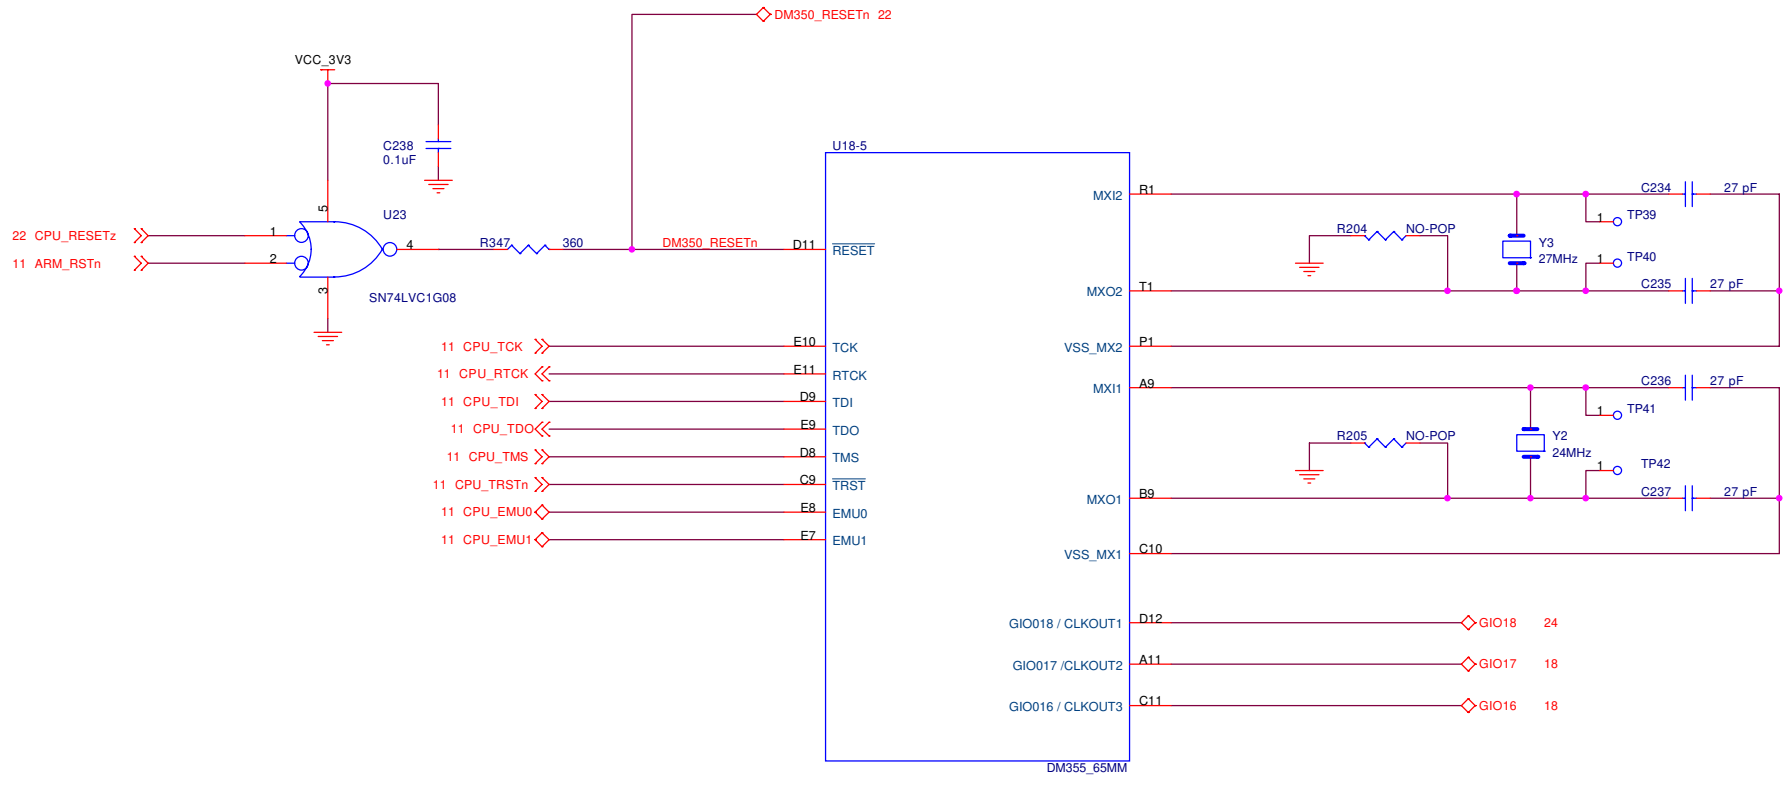 DM350_RESETn 22
VCC_3V3
C238
0.1uF
5
U23
22 CPU_RESETz
1
4
R347
360
DM350_RESETn
D11
RESET
11 ARM_RSTn
2
3
SN74LVC1G08
U18-5
11 CPU_TCK
E10
TCK
11 CPU_RTCK
E11
RTCK
11 CPU_TDI
D9
TDI
11 CPU_TDO
E9
TDO
11 CPU_TMS
D8
TMS
11 CPU_TRSTn
C9
TRST
11 CPU_EMU0
E8
EMU0
11 CPU_EMU1
E7
EMU1
MXI2
R1
C234
27 pF
1
TP39
R204
NO-POP
Y3
27MHz
1
TP40
MXO2
T1
C235
27 pF
VSS_MX2
P1
MXI1
A9
C236
27 pF
1
TP41
R205
NO-POP
Y2
24MHz
1
TP42
MXO1
B9
C237
27 pF
VSS_MX1
C10
GIO018 / CLKOUT1
D12
GIO18
24
GIO017 /CLKOUT2
A11
GIO17
18
GIO016 / CLKOUT3
C11
GIO16
18
DM355_65MM